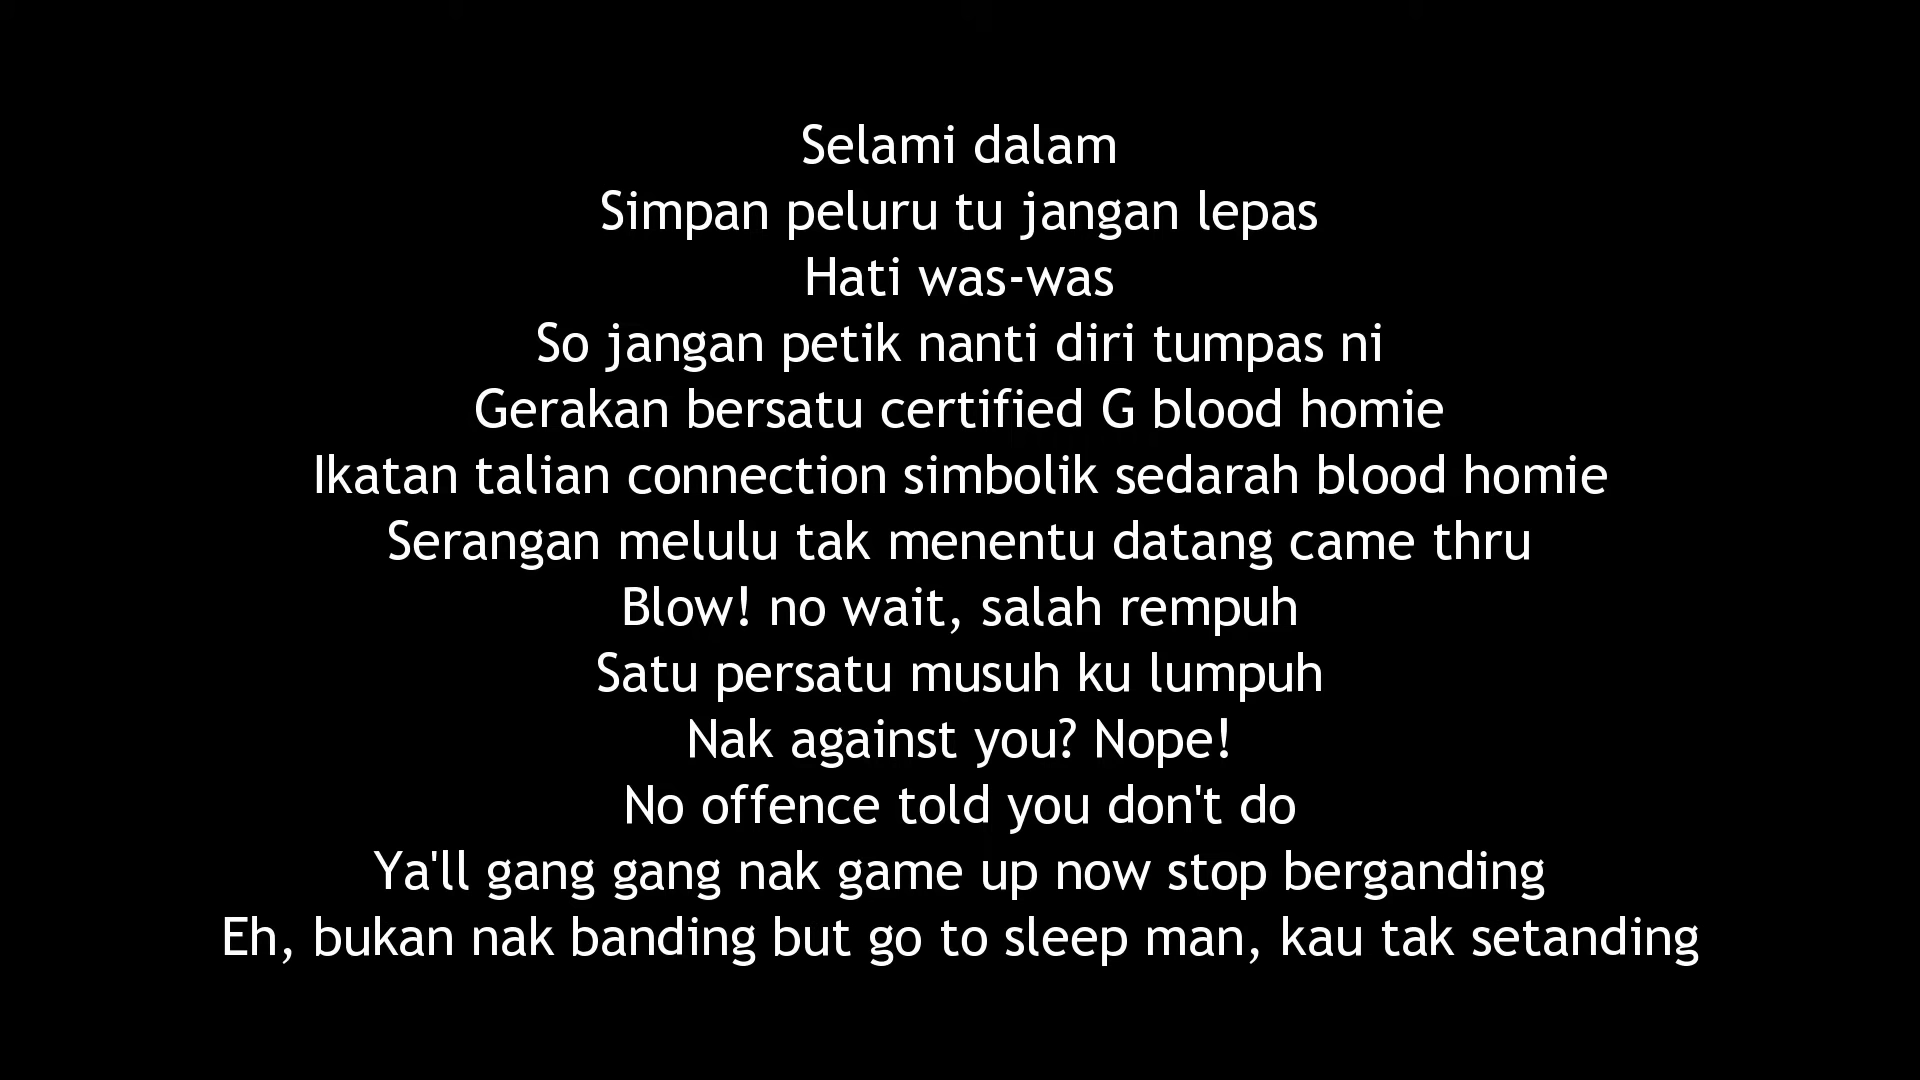 Selami dalam
Simpan peluru tu jangan lepas
Hati was-was
So jangan petik nanti diri tumpas ni
Gerakan bersatu certified G blood homie
Ikatan talian connection simbolik sedarah blood homie
Serangan melulu tak menentu datang came thru
Blow! no wait, salah rempuh
Satu persatu musuh ku lumpuh
Nak against you? Nope!
No offence told you don't do
Ya'll gang gang nak game up now stop berganding
Eh, bukan nak banding but go to sleep man, kau tak setanding